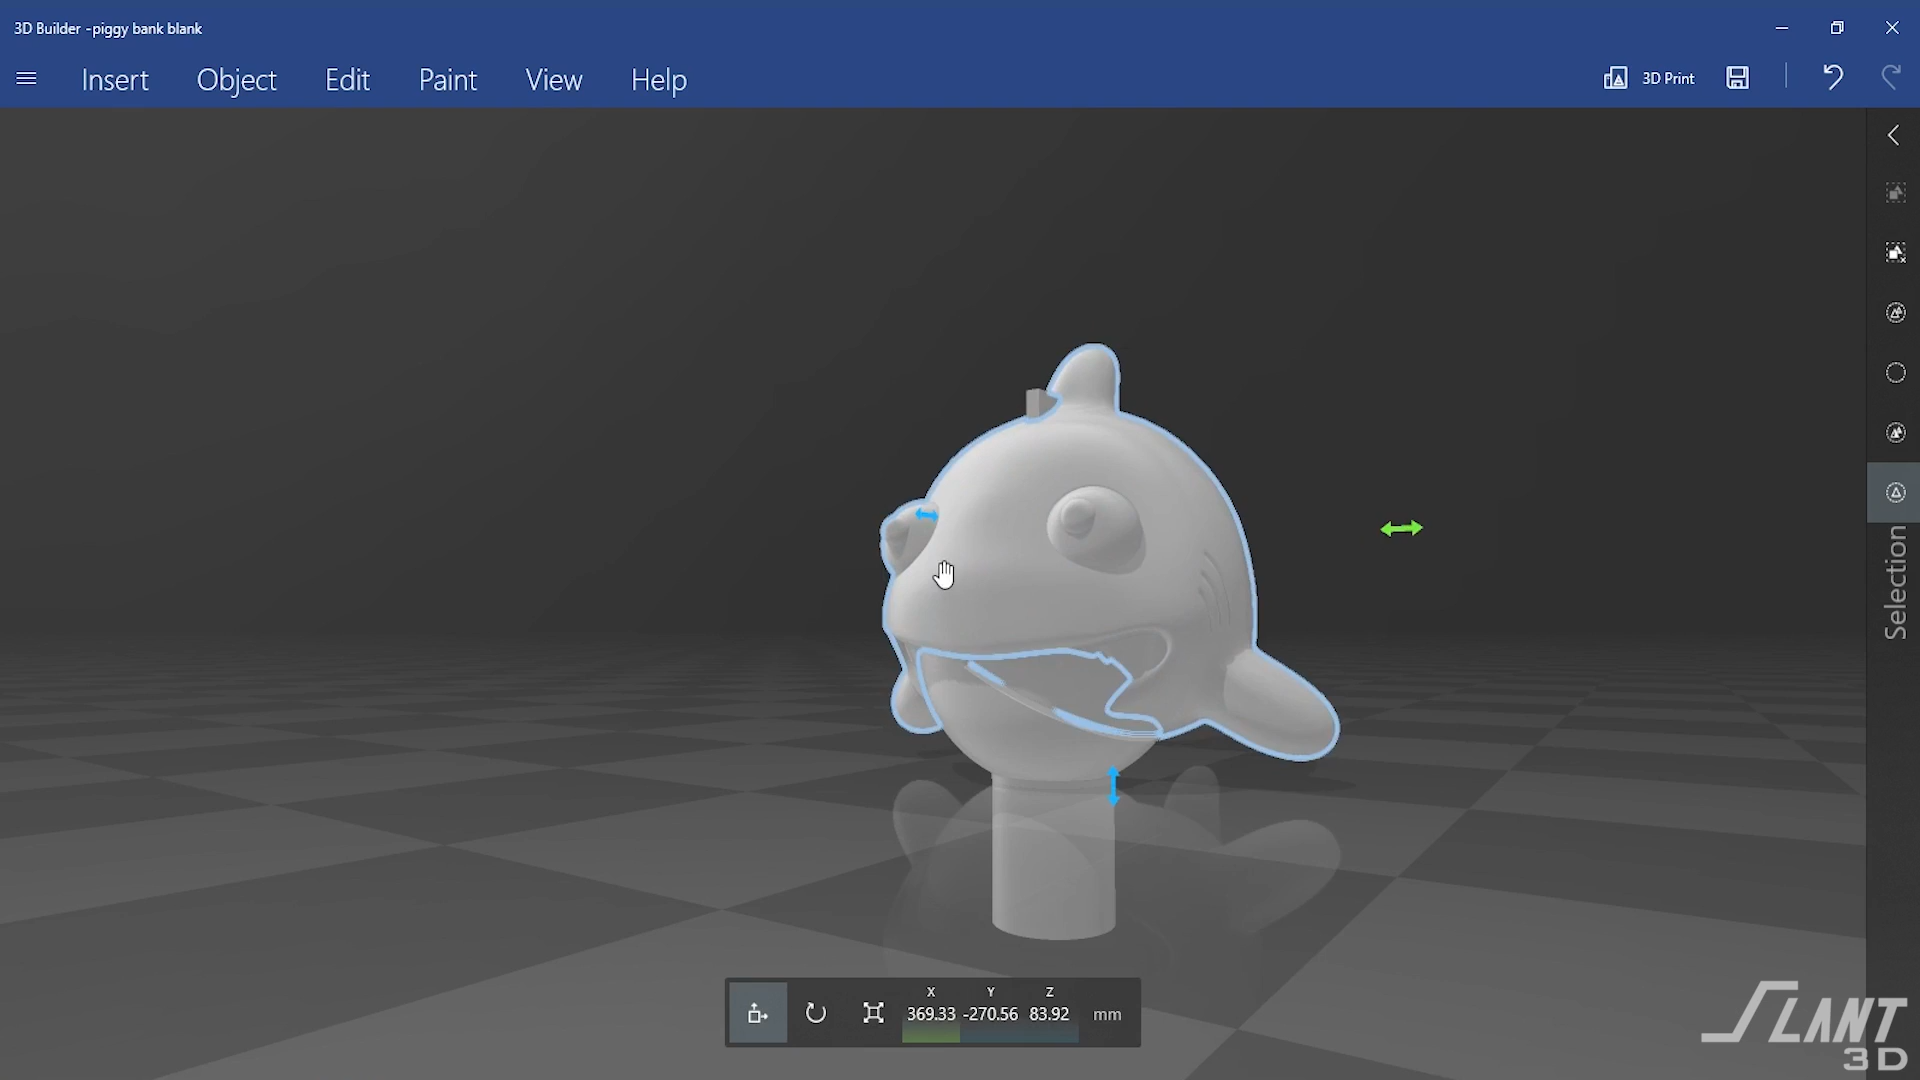 3D Builder -piggy bank blank
Insert
Object
Edit
Paint
View
Help
3D Print
Selection
X
Y
Z
369.33
-270.56
83.92
mm
SLANT
3D